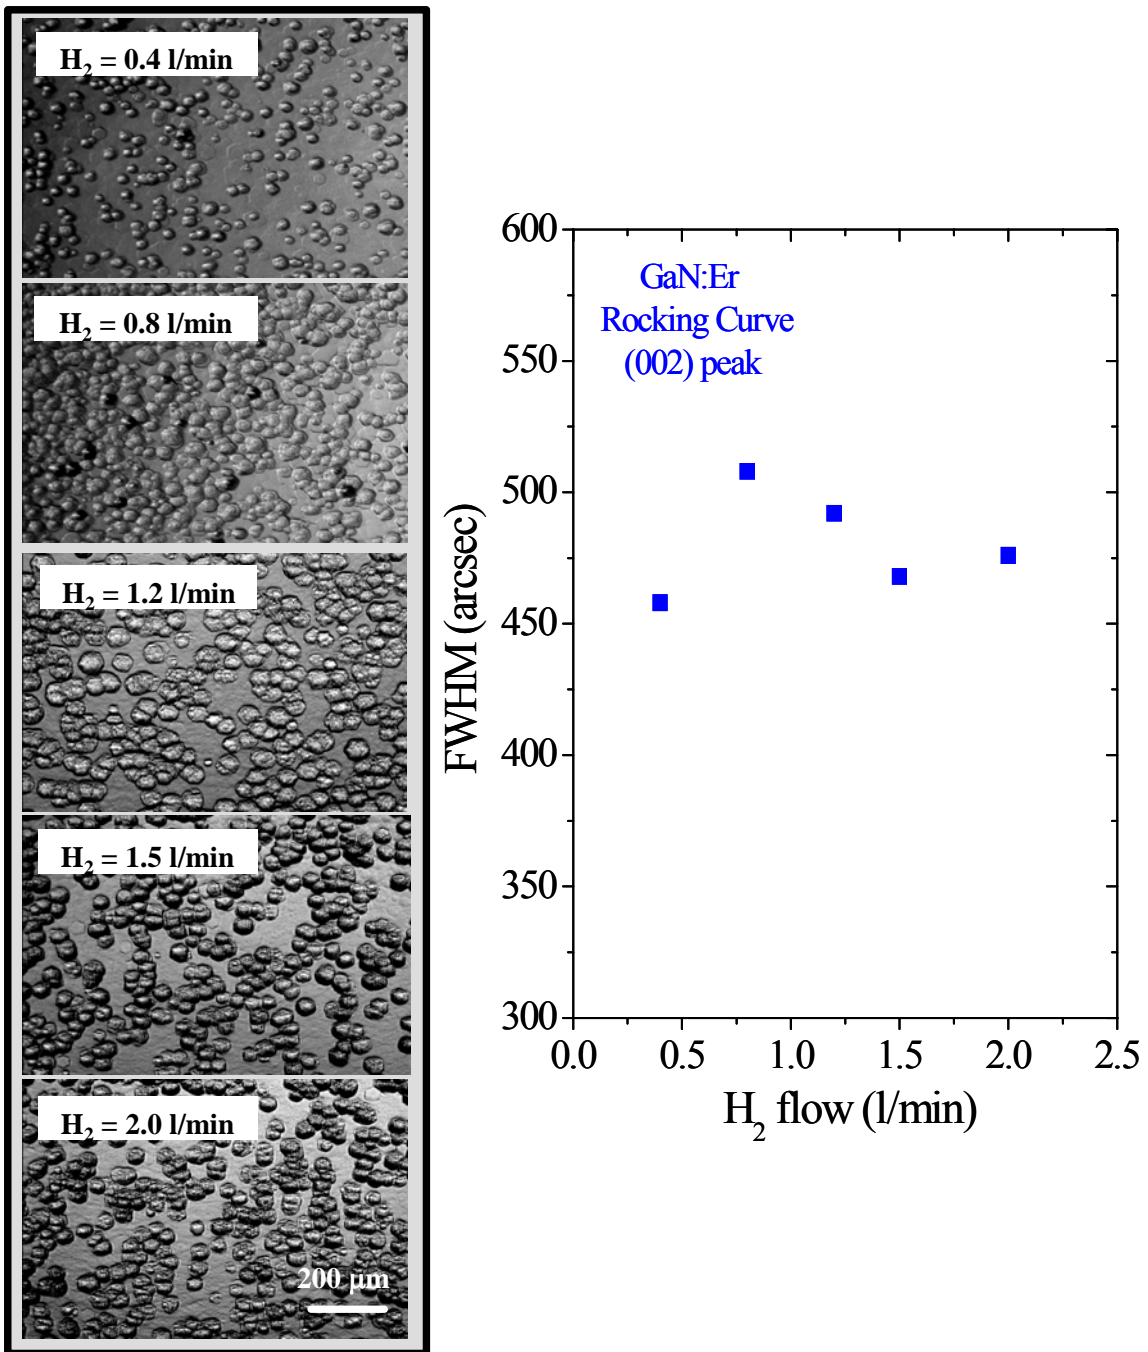 H₂ = 0.4 l/min
H₂ = 0.8 l/min
H₂ = 1.2 l/min
H₂ = 1.5 l/min
H₂ = 2.0 l/min
200 μm
GaN:Er
Rocking Curve
(002) peak
FWHM (arcsec)
600
550
500
450
400
350
300
0.0 0.5 1.0 1.5 2.0 2.5
H₂ flow (l/min)